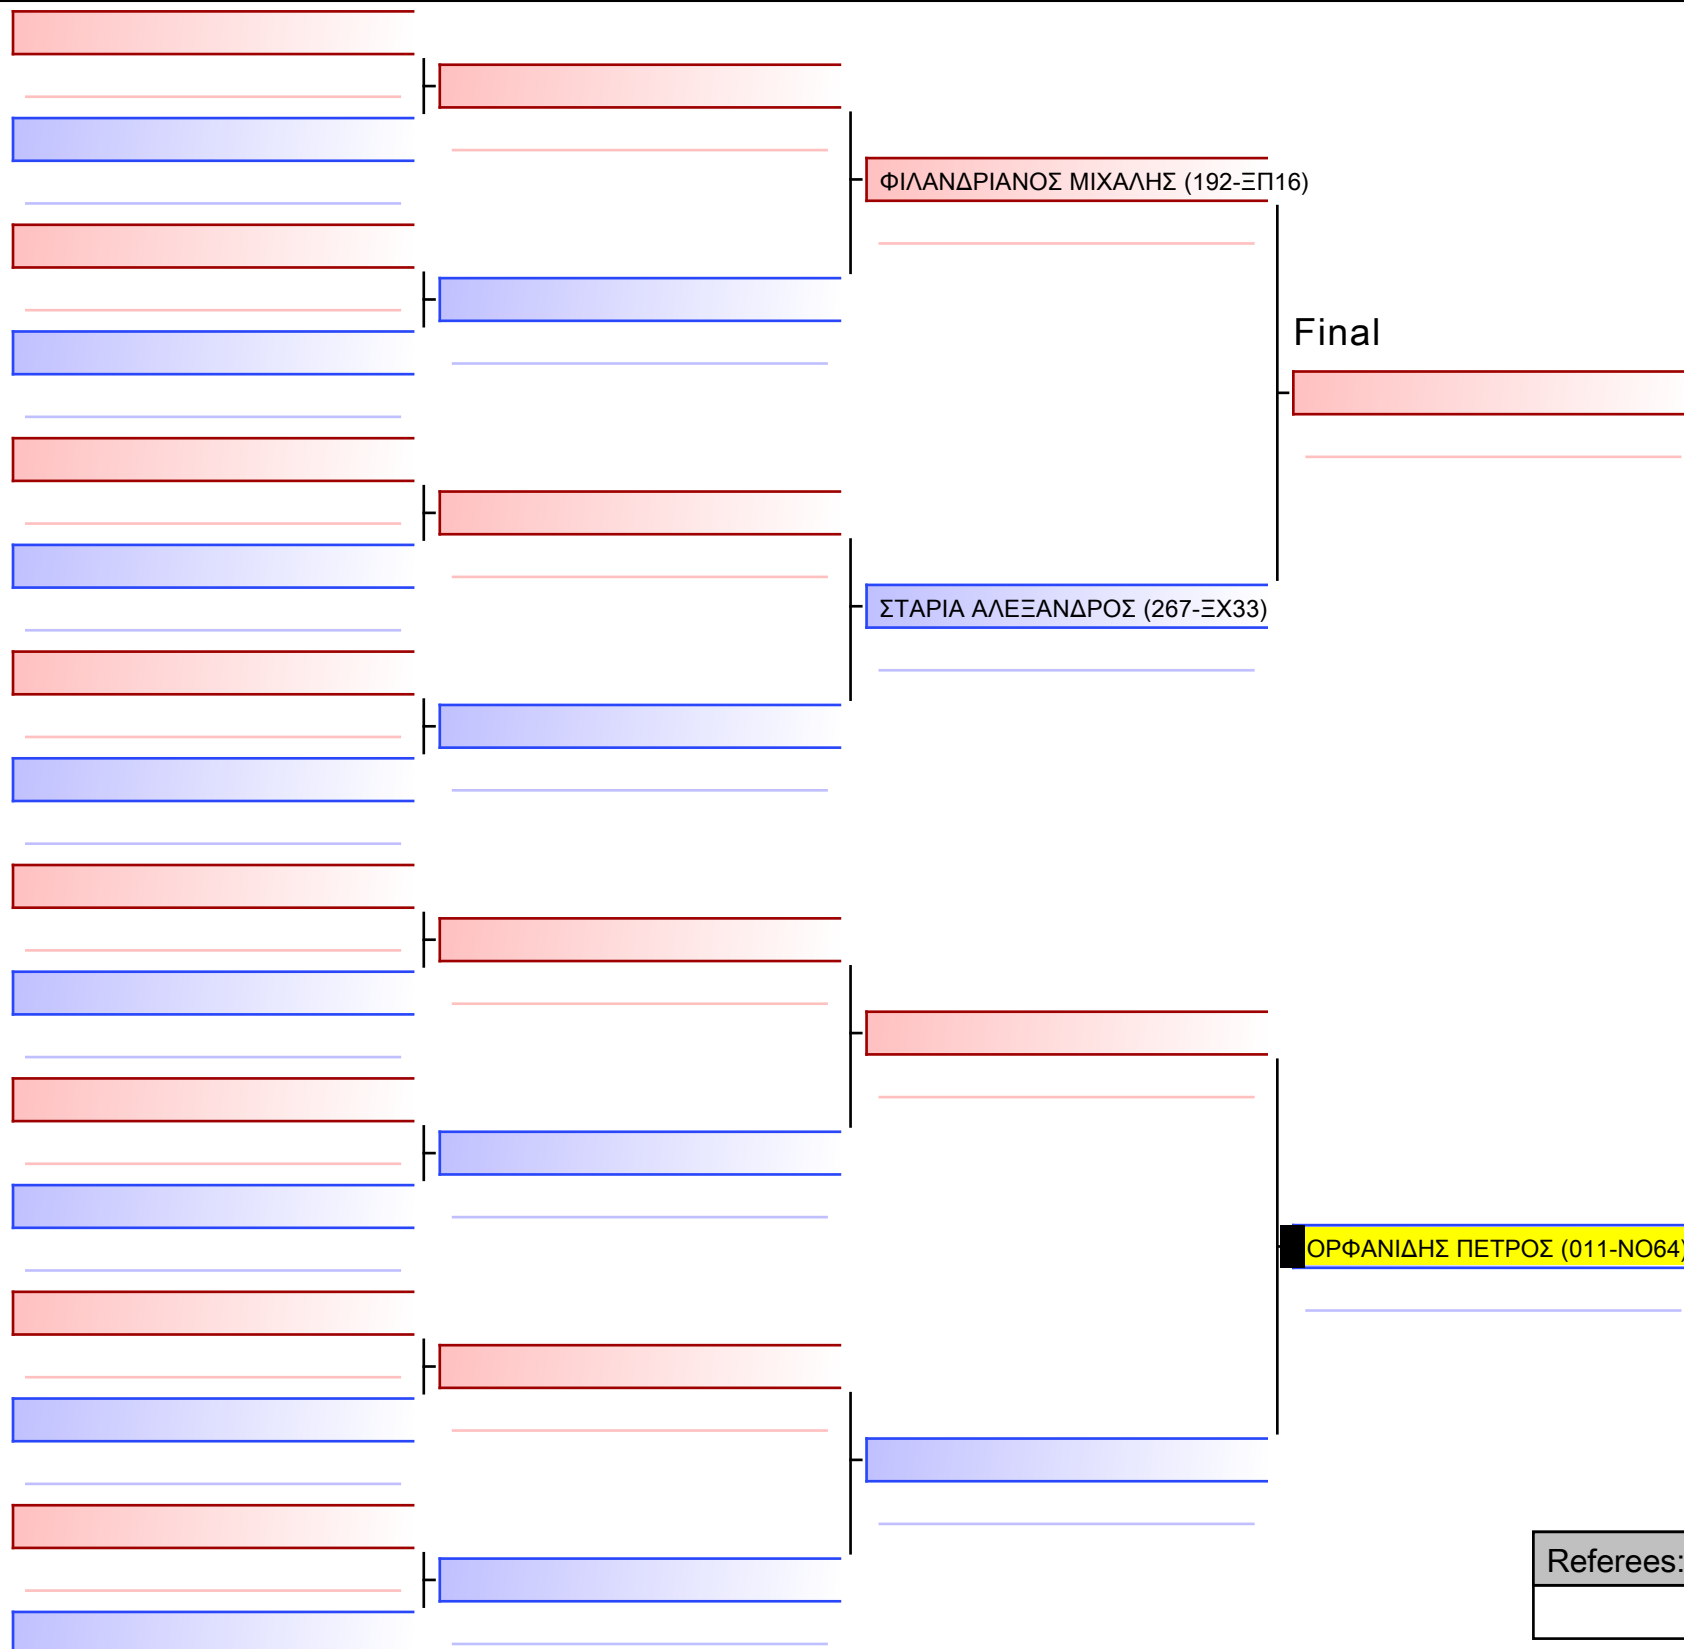 ΦΙΛΑΝΔΡΙΑΝΟΣ ΜΙΧΑΛΗΣ (192-ΞΠ16)
Final
ΣΤΑΡΙΑ ΑΛΕΞΑΝΔΡΟΣ (267-ΞΧ33)
ΟΡΦΑΝΙΔΗΣ ΠΕΤΡΟΣ (011-ΝΟ64)
Referees: